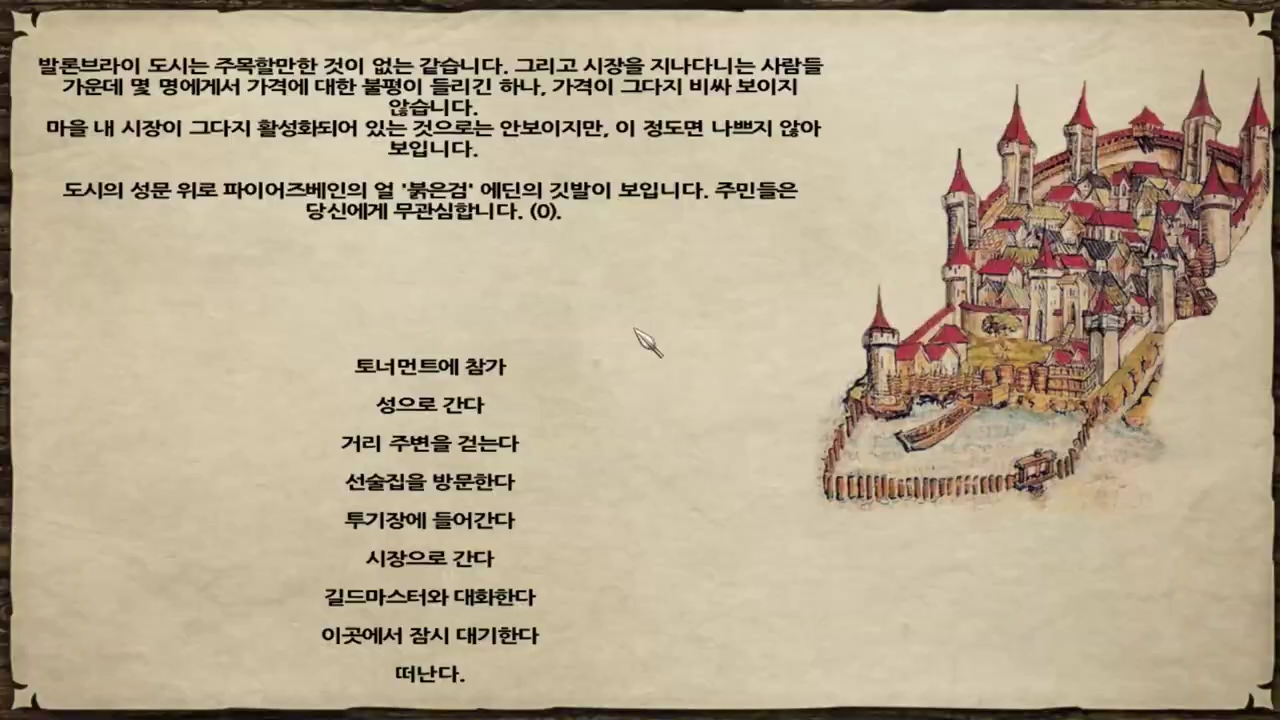 발론브라이 도시는 주목할만한 것이 없는 같습니다. 그리고 시장을 지나다니는 사람들
가운데 몇 명에게서 가격에 대한 불평이 들리긴 하나, 가격이 그다지 비싸 보이지
않습니다.
마을 내 시장이 그다지 활성화되어 있는 것으로는 안보이지만, 이 정도면 나쁘지 않아
보입니다.
도시의 성문 위로 파이어즈베인의 얼 '붉은검' 에딘의 깃발이 보입니다. 주민들은
당신에게 무관심합니다. (0).
토너먼트에 참가
성으로 간다
거리 주변을 걷는다
선술집을 방문한다
투기장에 들어간다
시장으로 간다
길드마스터와 대화한다
이곳에서 잠시 대기한다
떠난다.